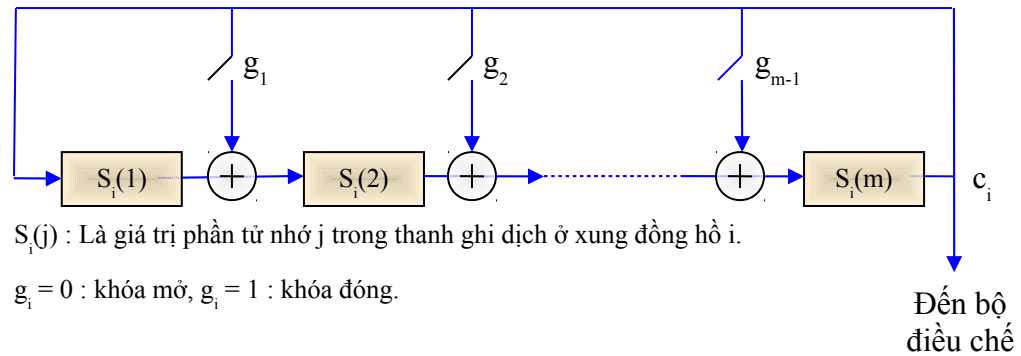 g₁
g₂
gₘ₋₁
Sᵢ(1)
Sᵢ(2)
Sᵢ(m)
cᵢ
Sᵢ(j) : Là giá trị phần tử nhớ j trong thanh ghi dịch ở xung đồng hồ i.
gᵢ = 0 : khóa mở, gᵢ = 1 : khóa đóng.
Đến bộ
điều chế